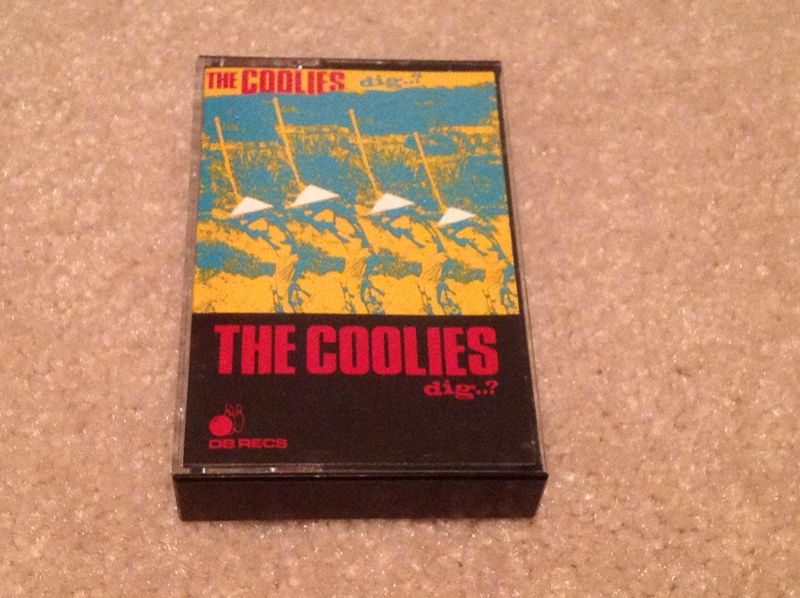 THE COOLIES dig..?
THE COOLIES
dig..?
DB RECS